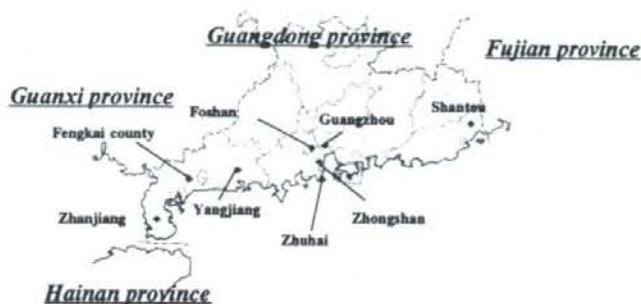 Guangdong province
Fujian province
Guanxi province
Foshan
Guangzhou
Shantou
Fengkai county
Zhanjiang
Yangjiang
Zhongshan
Zhuhai
Hainan province